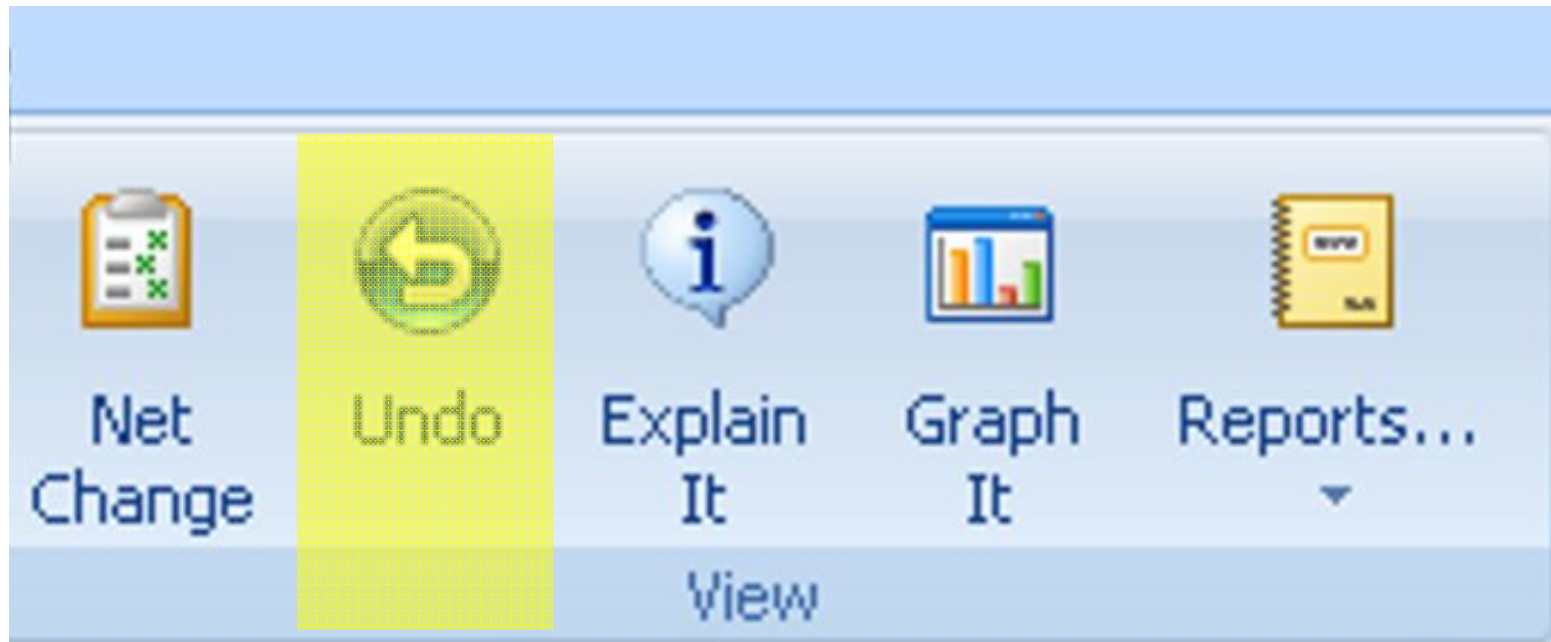 Net
Change
Undo
Explain
It
Graph
It
Reports...
View